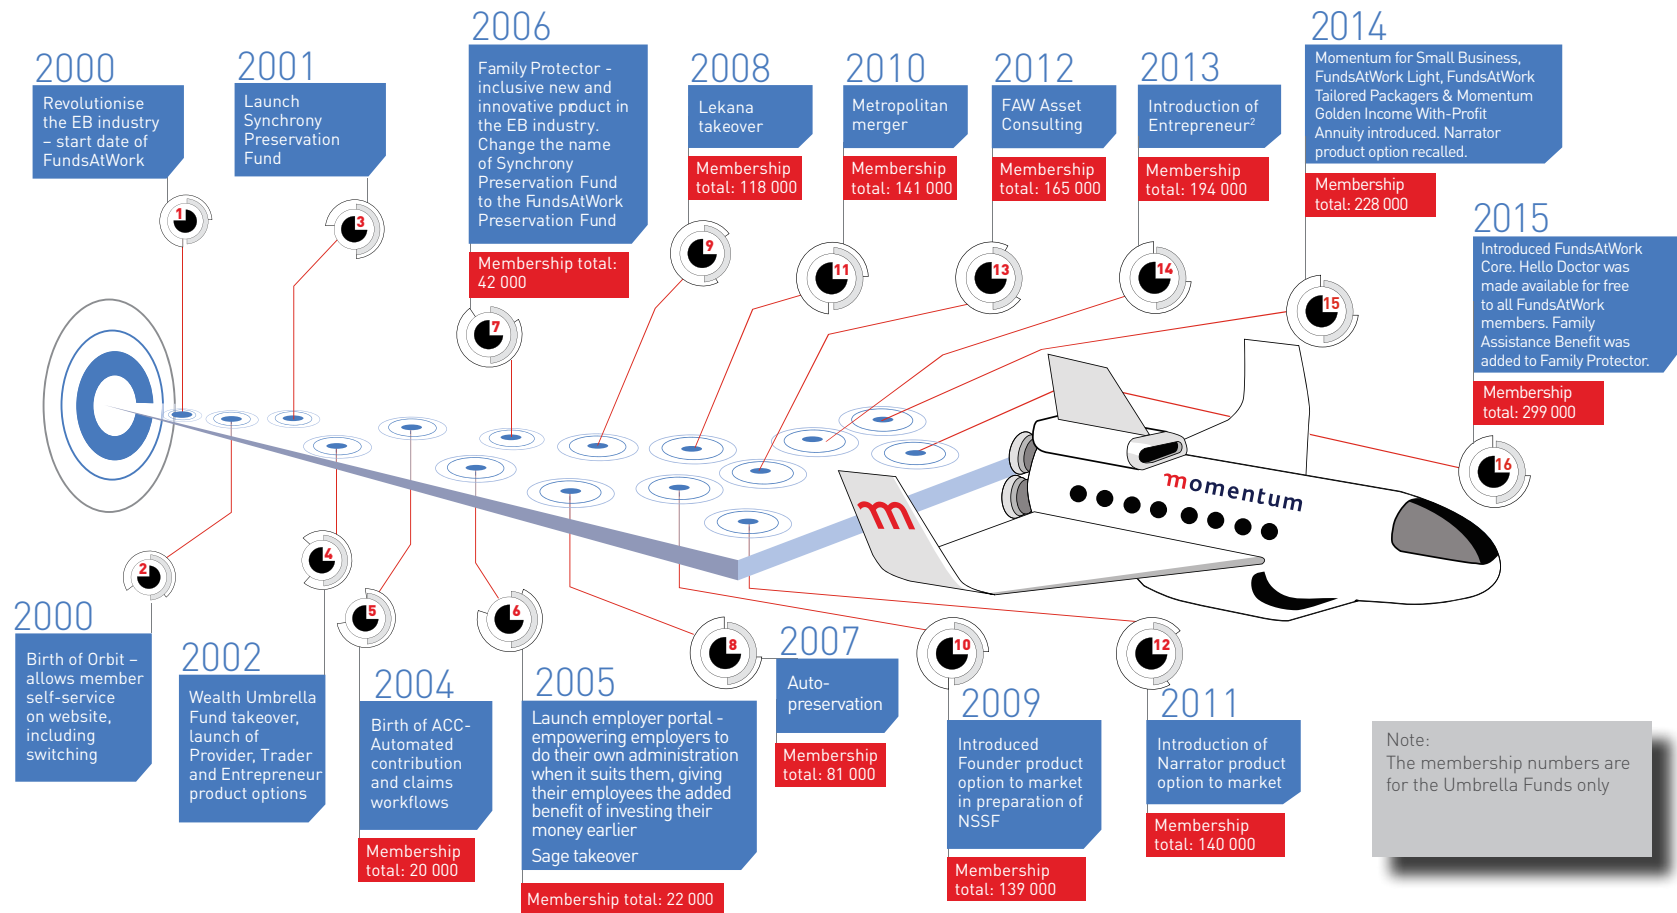 2000
Revolutionise
the EB industry
– start date of
FundsAtWork
1
2001
Launch
Synchrony
Preservation
Fund
3
2006
Family Protector -
inclusive new and
innovative product in
the EB industry.
Change the name
of Synchrony
Preservation Fund
to the FundsAtWork
Preservation Fund
Membership total:
42 000
7
2008
Lekana
takeover
Membership
total: 118 000
9
2010
Metropolitan
merger
Membership
total: 141 000
11
2012
FAW Asset
Consulting
Membership
total: 165 000
13
2013
Introduction of
Entrepreneur²
Membership
total: 194 000
14
2014
Momentum for Small Business,
FundsAtWork Light, FundsAtWork
Tailored Packagers & Momentum
Golden Income With-Profit
Annuity introduced. Narrator
product option recalled.
Membership
total: 228 000
15
2015
Introduced FundsAtWork
Core. Hello Doctor was
made available for free
to all FundsAtWork
members. Family
Assistance Benefit was
added to Family Protector.
Membership
total: 299 000
16
momentum
m
2
2000
Birth of Orbit –
allows member
self-service
on website,
including
switching
4
2002
Wealth Umbrella
Fund takeover,
launch of
Provider, Trader
and Entrepreneur
product options
5
2004
Birth of ACC-
Automated
contribution
and claims
workflows
Membership
total: 20 000
6
2005
Launch employer portal -
empowering employers to
do their own administration
when it suits them, giving
their employees the added
benefit of investing their
money earlier
Sage takeover
Membership total: 22 000
8
2007
Auto-
preservation
Membership
total: 81 000
10
2009
Introduced
Founder product
option to market
in preparation of
NSSF
Membership
total: 139 000
12
2011
Introduction of
Narrator product
option to market
Membership
total: 140 000
Note:
The membership numbers are
for the Umbrella Funds only